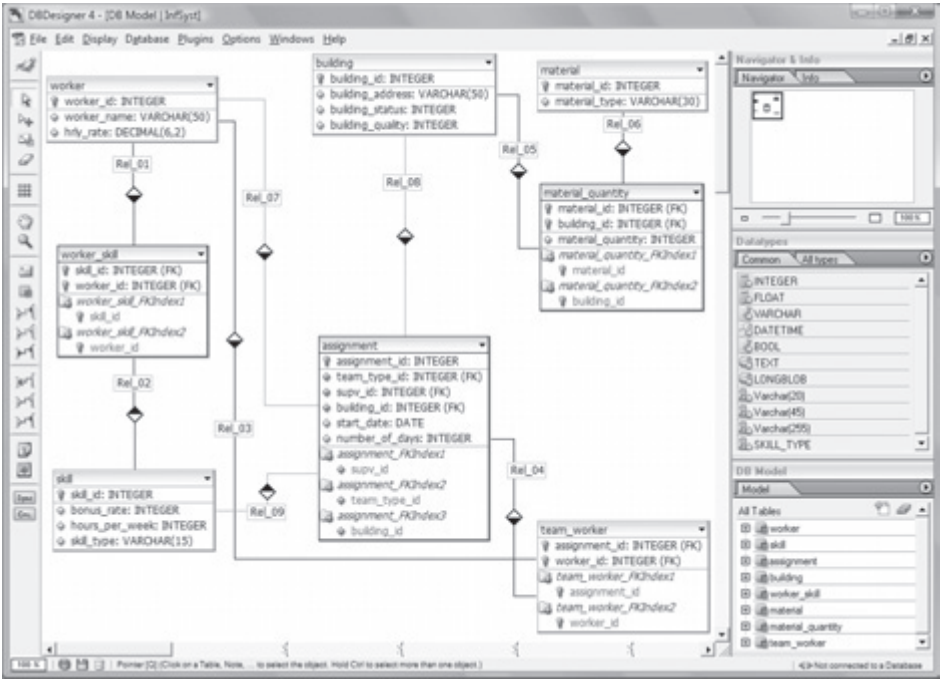 DBDesigner 4 - [DB Model | InfSyst]
File Edit Display Database Plugins Options Windows Help
worker
worker_id: INTEGER
worker_name: VARCHAR(50)
hrly_rate: DECIMAL(6,2)
building
building_id: INTEGER
building_address: VARCHAR(50)
building_status: INTEGER
building_quality: INTEGER
material
material_id: INTEGER
material_type: VARCHAR(30)
Rel_01
Rel_07
Rel_08
Rel_05
Rel_06
material_quantity
material_id: INTEGER (FK)
building_id: INTEGER (FK)
material_quantity: INTEGER
material_quantity_FKIndex1
material_id
material_quantity_FKIndex2
building_id
worker_skill
skill_id: INTEGER (FK)
worker_id: INTEGER (FK)
worker_skill_FKIndex1
skill_id
worker_skill_FKIndex2
worker_id
assignment
assignment_id: INTEGER
team_type_id: INTEGER (FK)
supv_id: INTEGER (FK)
building_id: INTEGER (FK)
start_date: DATE
number_of_days: INTEGER
assignment_FKIndex1
supv_id
assignment_FKIndex2
team_type_id
assignment_FKIndex3
building_id
Rel_02
Rel_03
Rel_04
Rel_09
skill
skill_id: INTEGER
bonus_rate: INTEGER
hours_per_week: INTEGER
skill_type: VARCHAR(15)
team_worker
assignment_id: INTEGER (FK)
worker_id: INTEGER (FK)
team_worker_FKIndex1
assignment_id
team_worker_FKIndex2
worker_id
Navigator & Info
Navigator Info
100 %
Datatypes
Common All types
INTEGER
FLOAT
VARCHAR
DATETIME
BOOL
TEXT
LONGBLOB
Varchar(20)
Varchar(45)
Varchar(255)
SKILL_TYPE
DB Model
Model
All Tables
worker
skill
assignment
building
worker_skill
material
material_quantity
team_worker
Sync
100 %
Pointer [Q] (Click on a Table, Note, ... to select the object. Hold Ctrl to select more than one object.)
Not connected to a Database